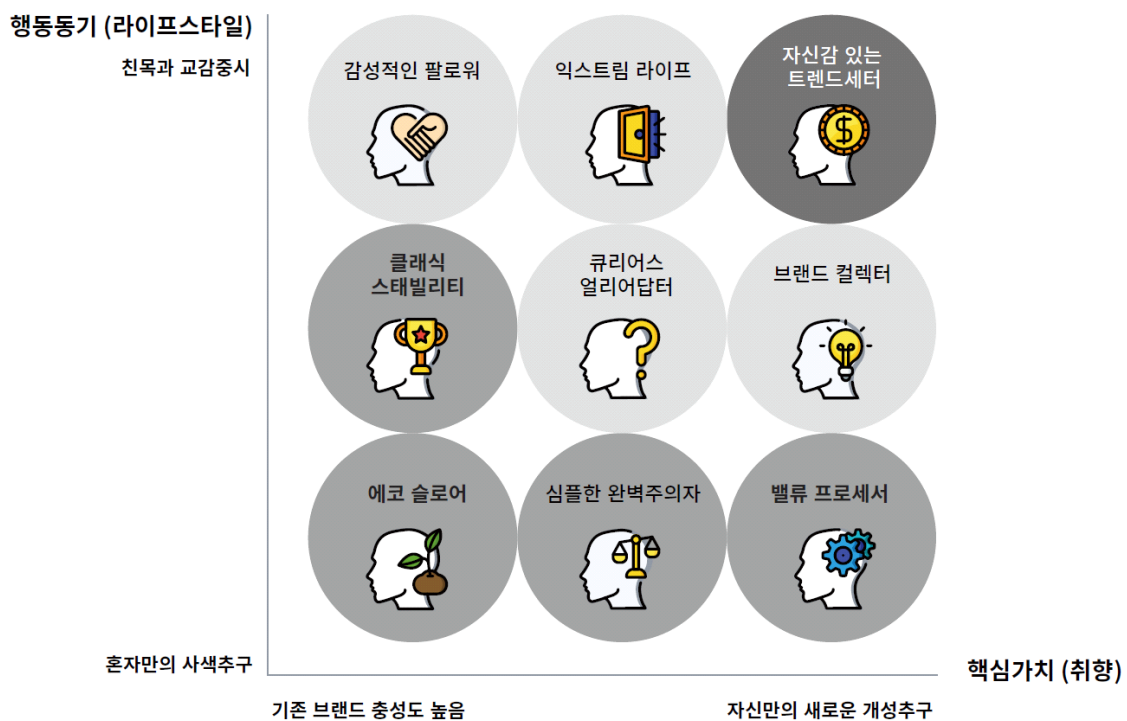 행동동기 (라이프스타일)
친목과 교감중시
감성적인 팔로워
익스트림 라이프
자신감 있는
트렌드세터
클래식
스태빌리티
큐리어스
얼리어답터
브랜드 컬렉터
에코 슬로어
심플한 완벽주의자
밸류 프로세서
혼자만의 사색추구
핵심가치 (취향)
기존 브랜드 충성도 높음
자신만의 새로운 개성추구
$